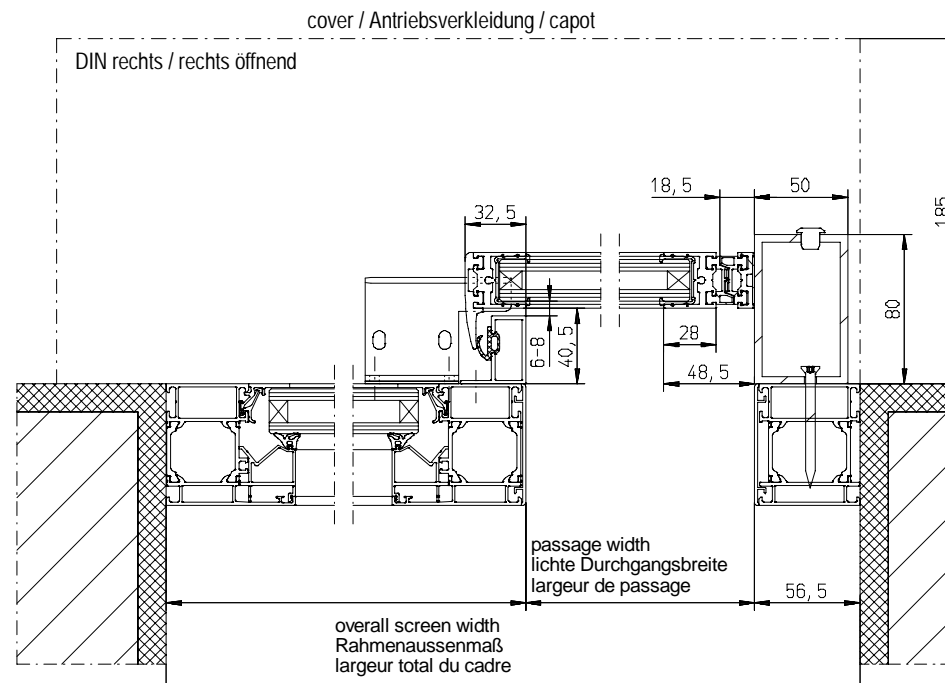 cover / Antriebsverkleidung / capot
DIN rechts / rechts öffnend
18,5
50
185
32,5
80
6-8
40,5
28
48,5
passage width
lichte Durchgangsbreite
largeur de passage
56,5
overall screen width
Rahmenaussenmaß
largeur total du cadre